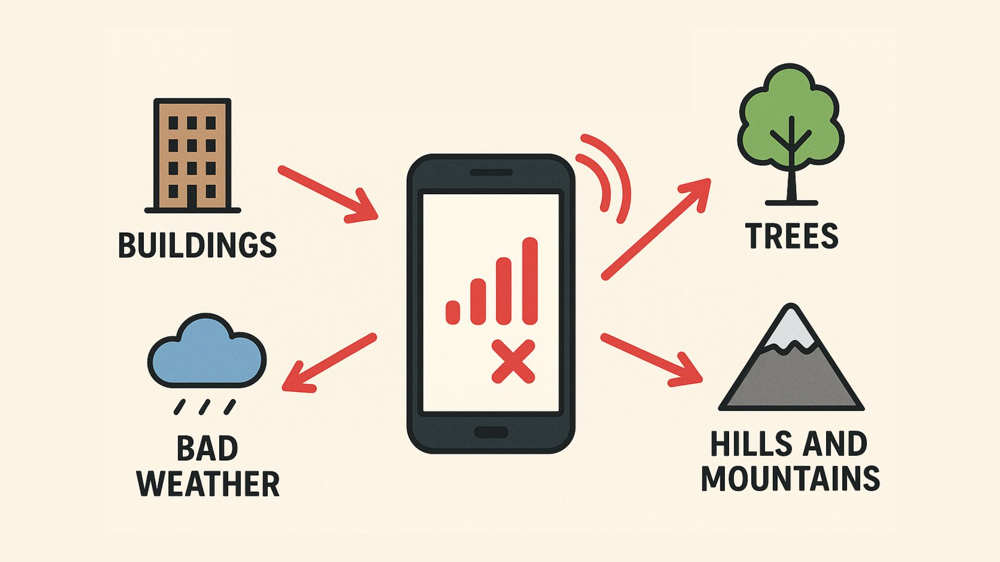 BUILDINGS
TREES
BAD
WEATHER
HILLS AND
MOUNTAINS